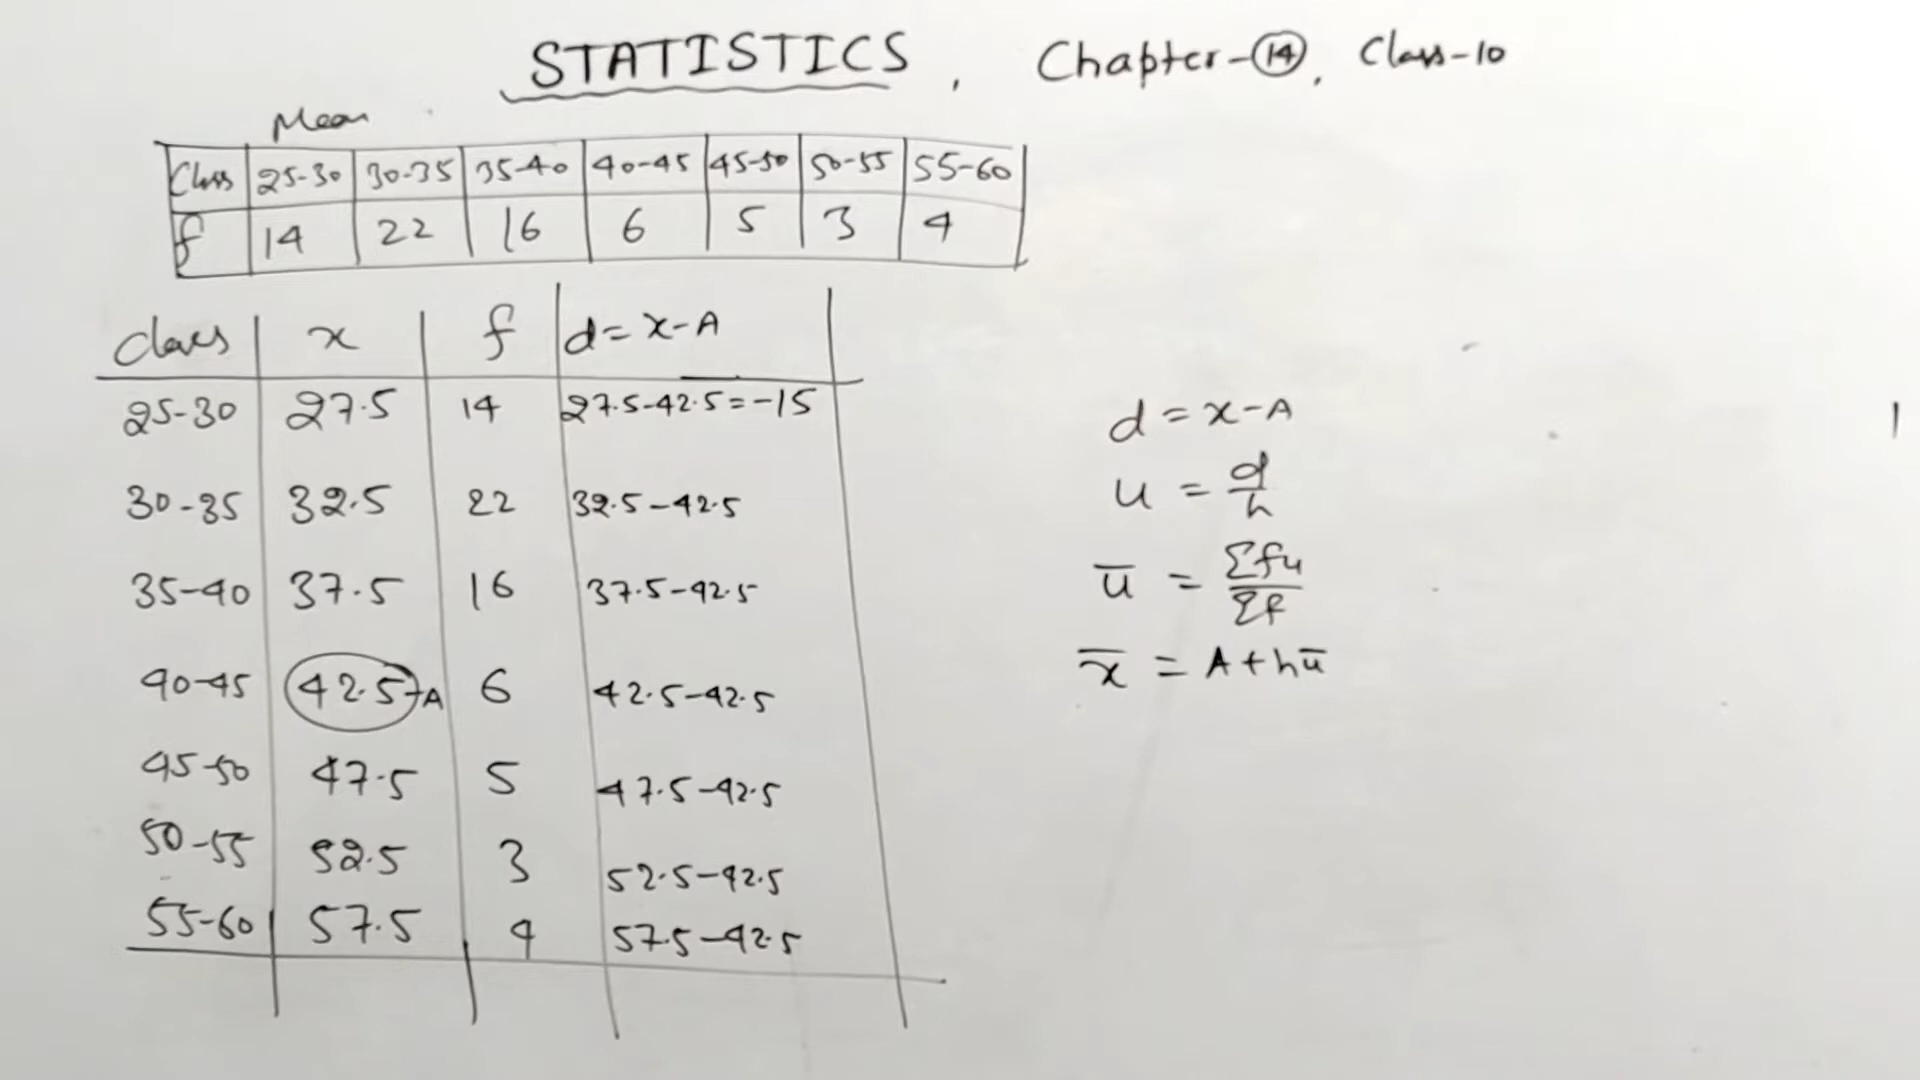 STATISTICS, Chapter-14, Class-10
Mean
Class 25-30 30-35 35-40 40-45 45-50 50-55 55-60
f 14 22 16 6 5 3 4
class x f d = x-A
25-30 27.5 14 27.5-42.5=-15
30-35 32.5 22 32.5-42.5
35-40 37.5 16 37.5-42.5
40-45 42.5-A 6 42.5-42.5
45-50 47.5 5 47.5-42.5
50-55 52.5 3 52.5-42.5
55-60 57.5 4 57.5-42.5
d = x-A
u = d/h
u̅ = Σfu/Σf
x̅ = A+hu̅